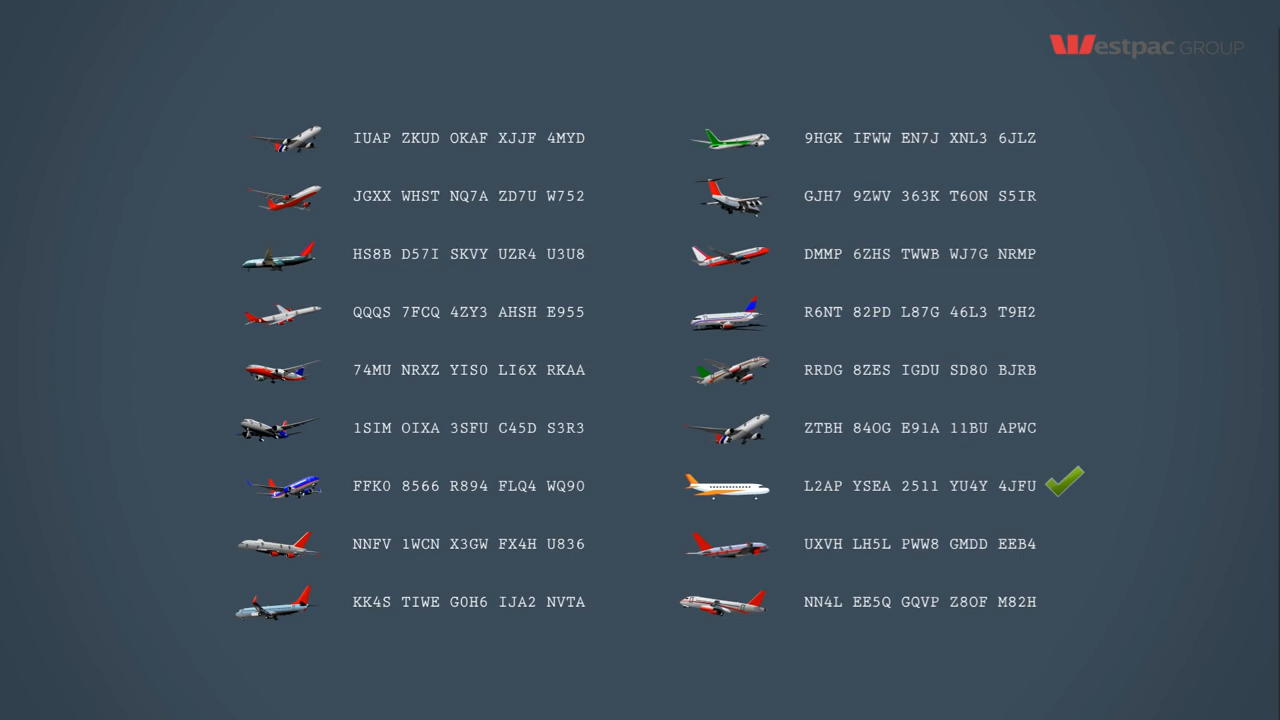 Westpac GROUP
IUAP ZKUD OKAF XJJF 4MYD
9HGK IFWW EN7J XNL3 6JLZ
JGXX WHST NQ7A ZD7U W752
GJH7 9ZWV 363K T6ON S5IR
HS8B D57I SKVY UZR4 U3U8
DMMP 6ZHS TWWB WJ7G NRMP
QQQS 7FCQ 4ZY3 AHSH E955
R6NT 82PD L87G 46L3 T9H2
74MU NRXZ YIS0 LI6X RKAA
RRDG 8ZES IGDU SD80 BJRB
1SIM OIXA 3SFU C45D S3R3
ZTBH 84OG E91A 11BU APWC
FFK0 8566 R894 FLQ4 WQ90
L2AP YSEA 2511 YU4Y 4JFU
NNFV 1WCN X3GW FX4H U836
UXVH LH5L PWW8 GMDD EEB4
KK4S TIWE G0H6 IJA2 NVTA
NN4L EE5Q GQVP Z8OF M82H